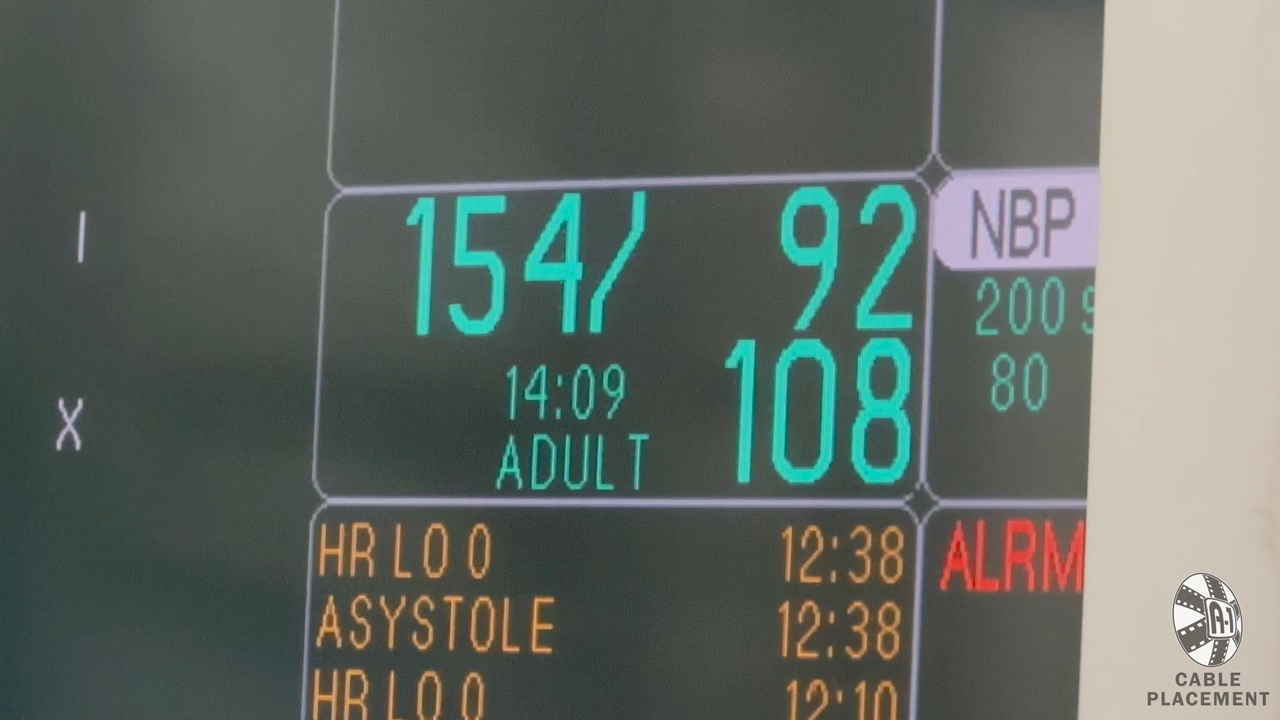 I
X
154/ 92
108
14:09
ADULT
NBP
200
80
HR LO 0 12:38
ASYSTOLE 12:38
HR LO 0 12:10
ALRM
A-1
CABLE
PLACEMENT